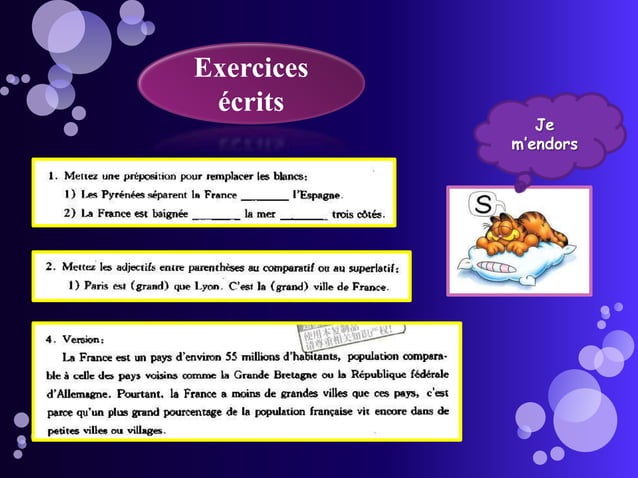 Exercices
écrits
Je
m'endors
1. Mettez une préposition pour remplacer les blancs:
1) Les Pyrénées séparent la France _______ l'Espagne.
2) La France est baignée _______ la mer _______ trois côtés.
S
2. Mettez les adjectifs entre parenthèses au comparatif ou au superlatif:
1) Paris est (grand) que Lyon. C'est la (grand) ville de France.
4. Version:
使用本复制品
请尊重相关知识产权!
La France est un pays d'environ 55 millions d'habitants, population compara-
ble à celle des pays voisins comme la Grande Bretagne ou la République fédérale
d'Allemagne. Pourtant, la France a moins de grandes villes que ces pays, c'est
parce qu'un plus grand pourcentage de la population française vit encore dans de
petites villes ou villages.